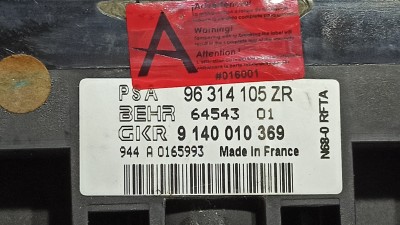 ¡Atención!
Warning!
A
#016001
PSA 96 314 105 ZR
BEHR 64543 01
GKR 9 140 010 369
944 A 0165993 Made in France
N68-0 RFTA